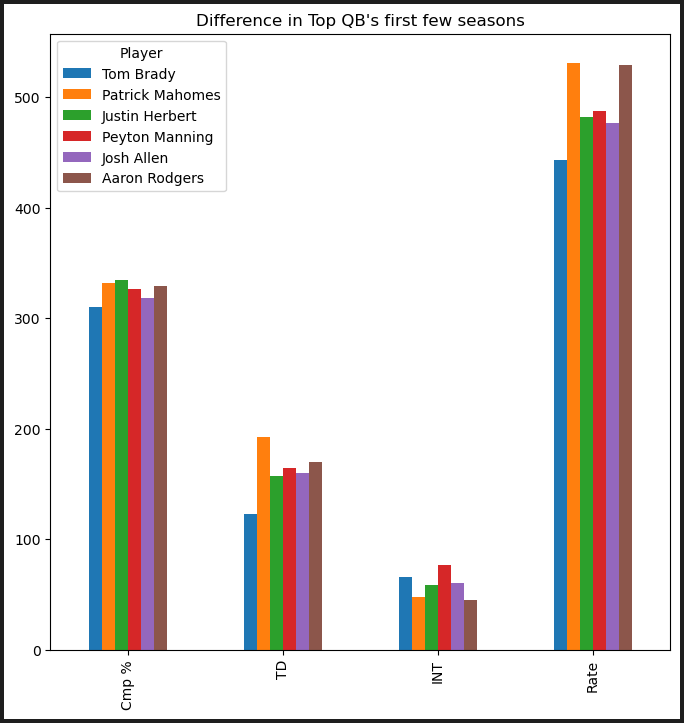 Difference in Top QB's first few seasons
Player
Tom Brady
Patrick Mahomes
Justin Herbert
Peyton Manning
Josh Allen
Aaron Rodgers
500
400
300
200
100
0
Cmp %
TD
INT
Rate